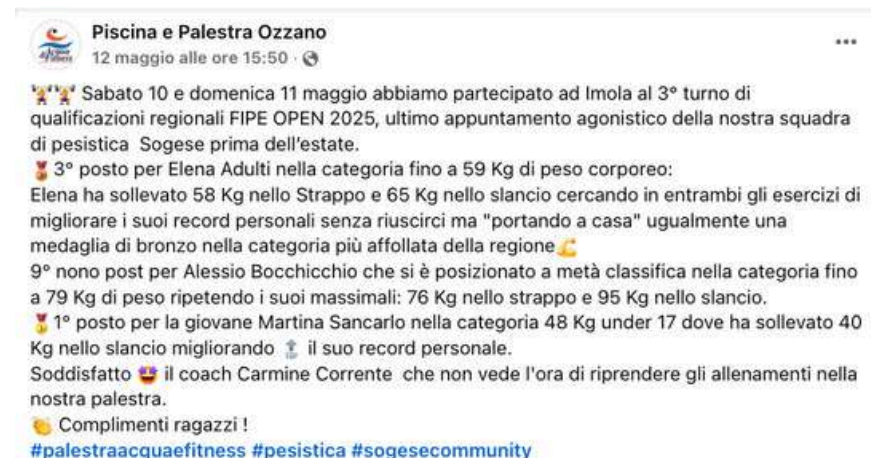 Piscina e Palestra Ozzano
12 maggio alle ore 15:50 ·
🏋️🏋️ Sabato 10 e domenica 11 maggio abbiamo partecipato ad Imola al 3° turno di
qualificazioni regionali FIPE OPEN 2025, ultimo appuntamento agonistico della nostra squadra
di pesistica Sogese prima dell'estate.
🥉 3° posto per Elena Adulti nella categoria fino a 59 Kg di peso corporeo:
Elena ha sollevato 58 Kg nello Strappo e 65 Kg nello slancio cercando in entrambi gli esercizi di
migliorare i suoi record personali senza riuscirci ma "portando a casa" ugualmente una
medaglia di bronzo nella categoria più affollata della regione💪
9° nono post per Alessio Bocchicchio che si è posizionato a metà classifica nella categoria fino
a 79 Kg di peso ripetendo i suoi massimali: 76 Kg nello strappo e 95 Kg nello slancio.
🥇 1° posto per la giovane Martina Sancarlo nella categoria 48 Kg under 17 dove ha sollevato 40
Kg nello slancio migliorando 🔝 il suo record personale.
Soddisfatto 🤩 il coach Carmine Corrente che non vede l'ora di riprendere gli allenamenti nella
nostra palestra.
👏 Complimenti ragazzi !
#palestraacquaefitness #pesistica #sogesecommunity